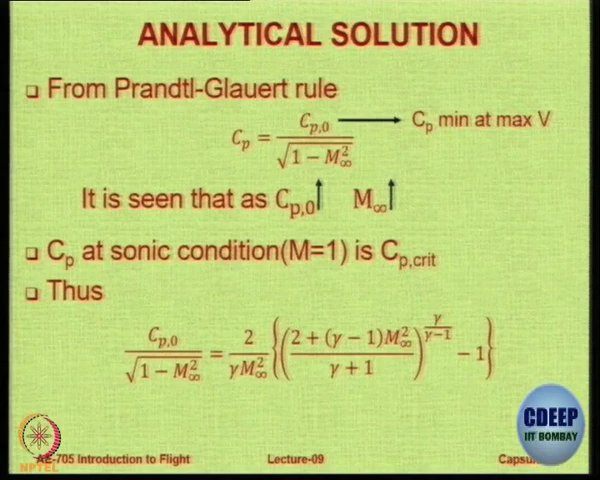 ANALYTICAL SOLUTION
❑ From Prandtl-Glauert rule
C_p = C_{p,0} / √(1 − M_∞^2) ⟶ C_p min at max V
It is seen that as C_{p,0}↑ M_∞↑
❑ C_p at sonic condition(M=1) is C_{p,crit}
❑ Thus
C_{p,0} / √(1 − M_∞^2) = 2 / (γM_∞^2) {((2 + (γ − 1)M_∞^2) / (γ + 1))^{γ/(γ−1)} − 1}
CDEEP
IIT BOMBAY
NPTEL
AE-705 Introduction to Flight Lecture-09